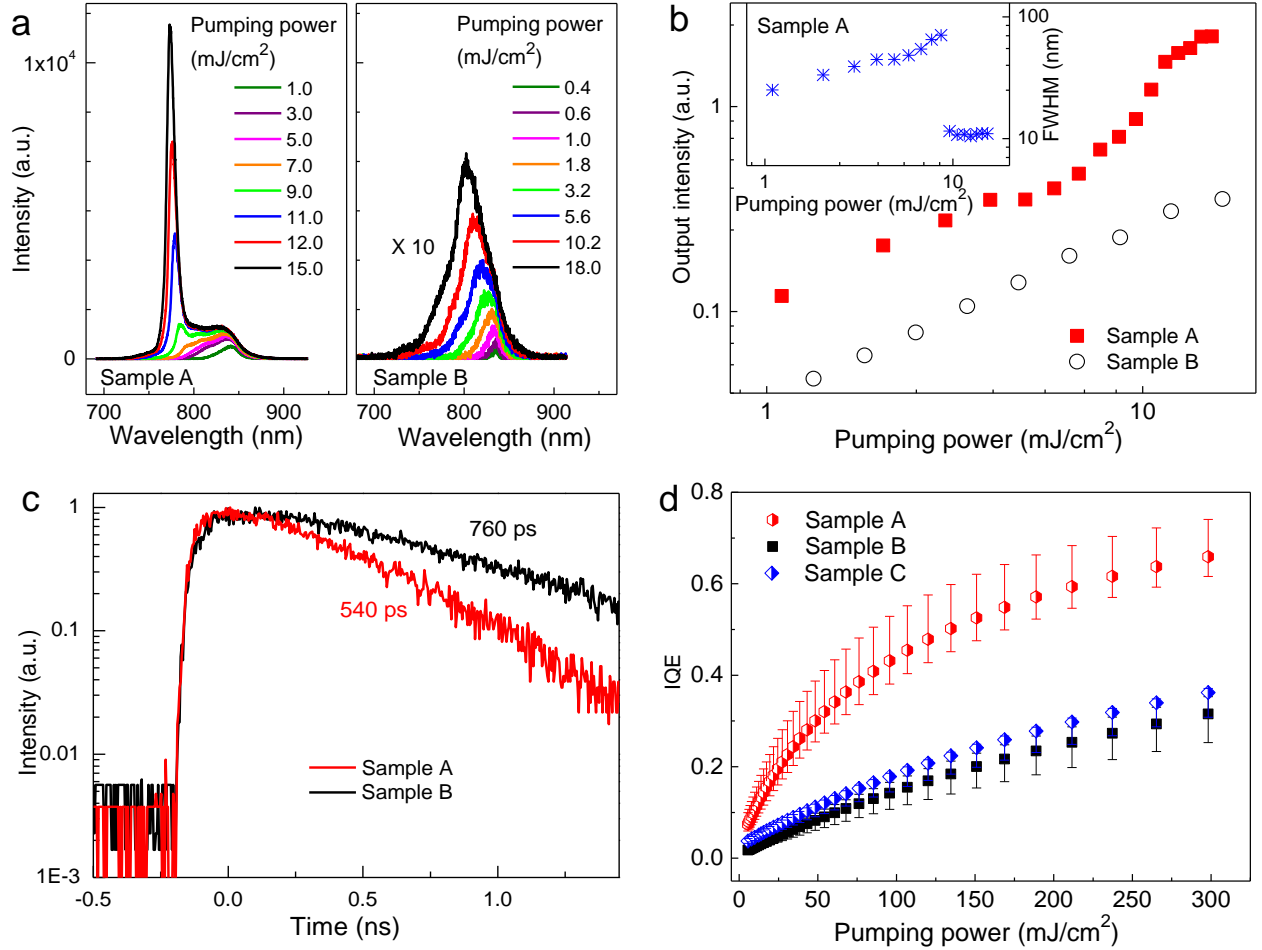 a
Pumping power
(mJ/cm²)
1.0
3.0
5.0
7.0
9.0
11.0
12.0
15.0
Sample A
1x10⁴
0
Intensity (a.u.)
700 800 900
Wavelength (nm)
Pumping power
(mJ/cm²)
0.4
0.6
1.0
1.8
3.2
5.6
10.2
18.0
X 10
Sample B
700 800 900
Wavelength (nm)
b
Sample A
100
10
FWHM (nm)
1 10
Pumping power (mJ/cm²)
1
0.1
Output intensity (a.u.)
Sample A
Sample B
1 10
Pumping power (mJ/cm²)
c
760 ps
540 ps
Sample A
Sample B
1
0.1
0.01
1E-3
Intensity (a.u.)
-0.5 0.0 0.5 1.0
Time (ns)
d
Sample A
Sample B
Sample C
0.8
0.6
0.4
0.2
0.0
IQE
0 50 100 150 200 250 300
Pumping power (mJ/cm²)